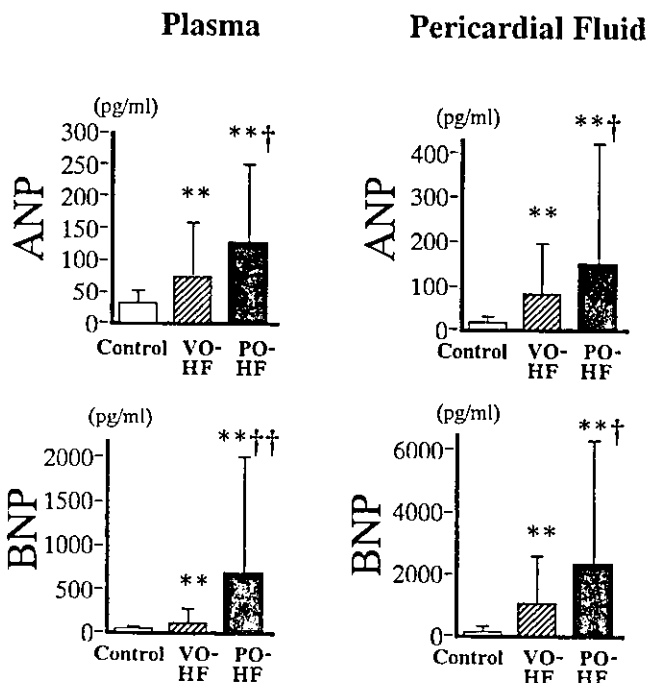 Plasma
Pericardial Fluid
(pg/ml)
300
250
200
150
100
50
0
ANP
**
**†
Control
VO-HF
PO-HF
(pg/ml)
400
300
200
100
0
ANP
**
**†
Control
VO-HF
PO-HF
(pg/ml)
2000
1500
1000
500
0
BNP
**
**††
Control
VO-HF
PO-HF
(pg/ml)
6000
4000
2000
0
BNP
**
**†
Control
VO-HF
PO-HF